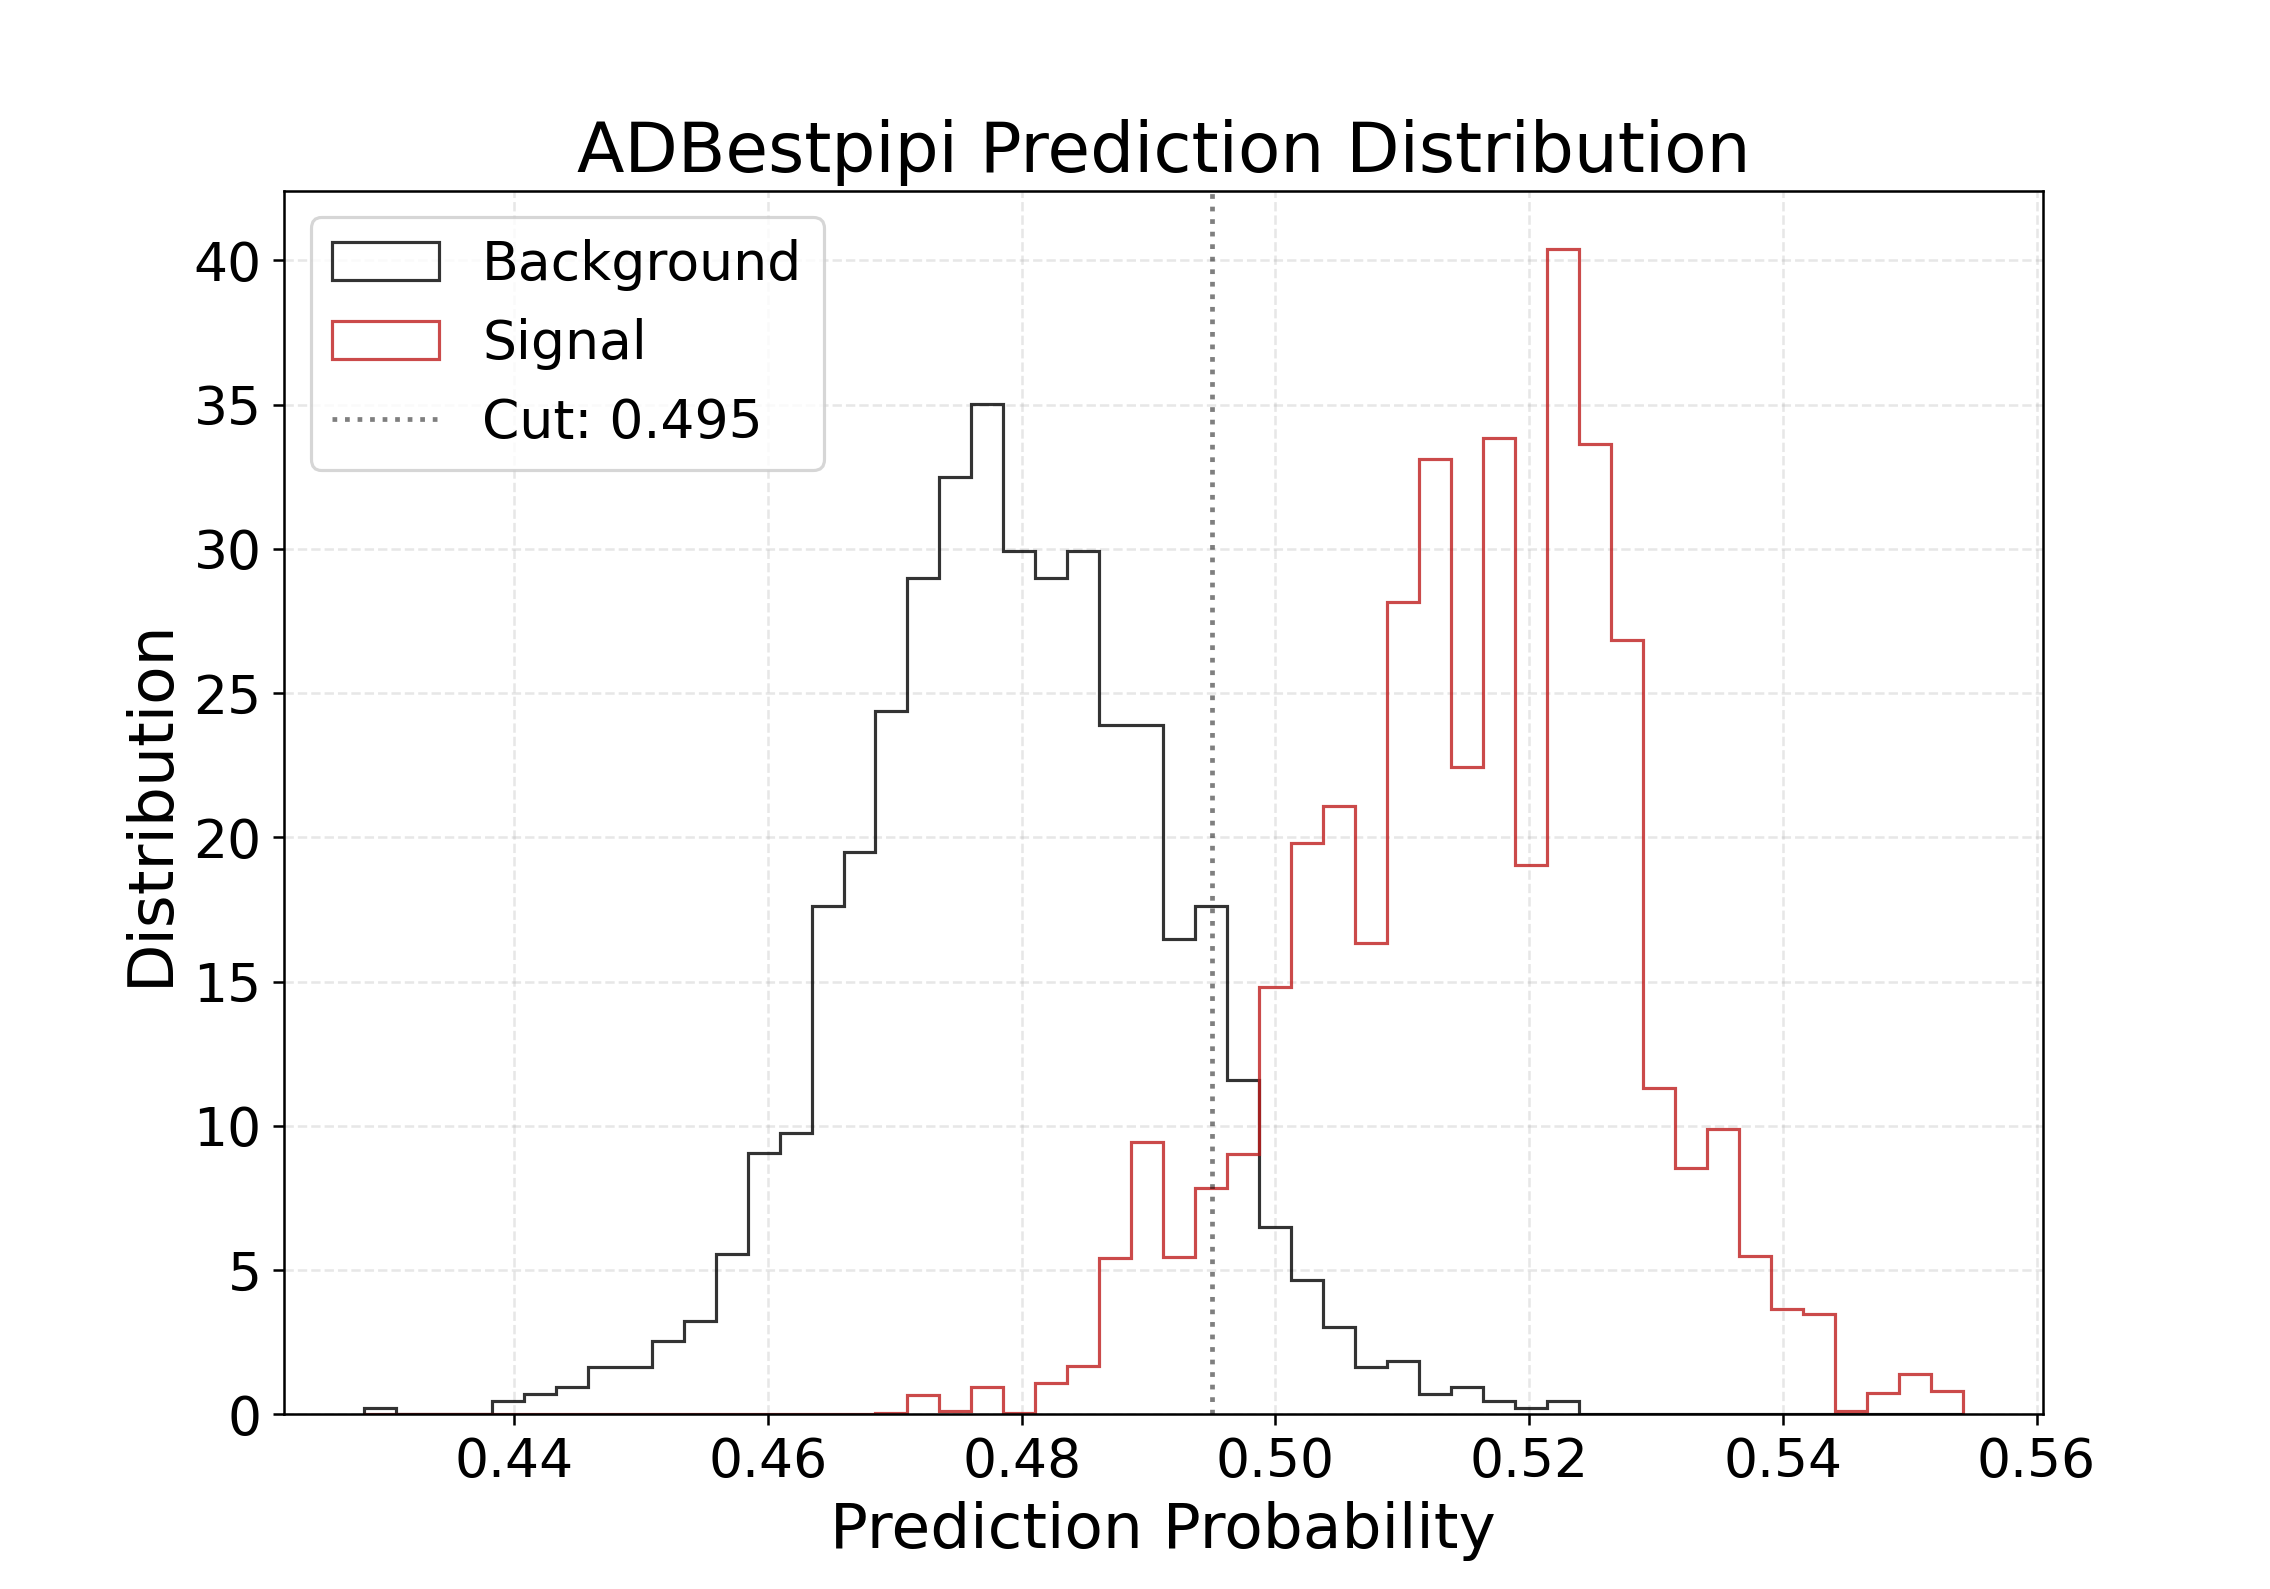 ADBestpipi Prediction Distribution
Background
Signal
Cut: 0.495
Distribution
40
35
30
25
20
15
10
5
0
0.44 0.46 0.48 0.50 0.52 0.54 0.56
Prediction Probability